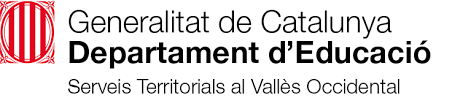 Generalitat de Catalunya
Departament d'Educació
Serveis Territorials al Vallès Occidental